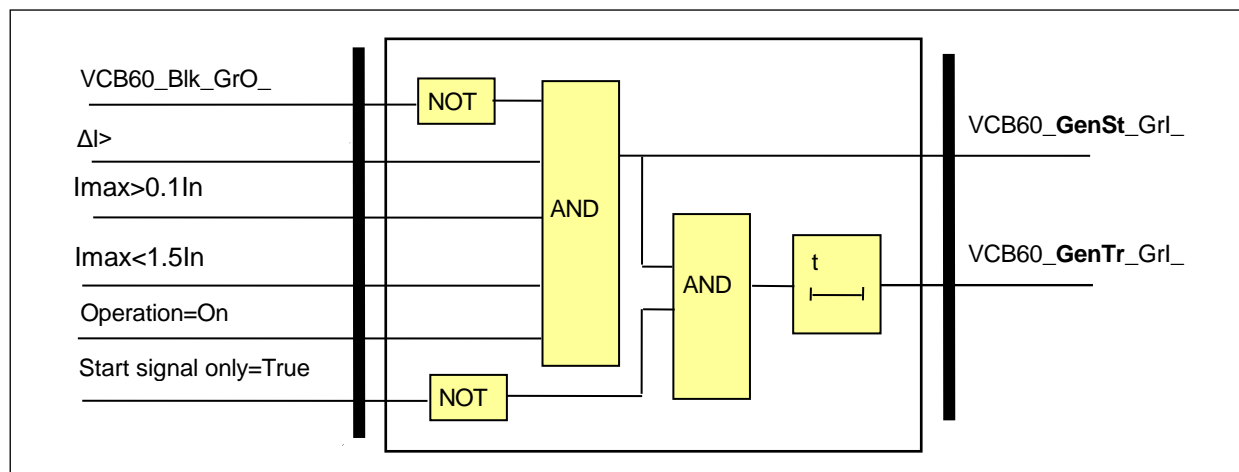 VCB60_Blk_GrO_
ΔI>
Imax>0.1In
Imax<1.5In
Operation=On
Start signal only=True
NOT
NOT
AND
AND
t
VCB60_GenSt_GrI_
VCB60_GenTr_GrI_